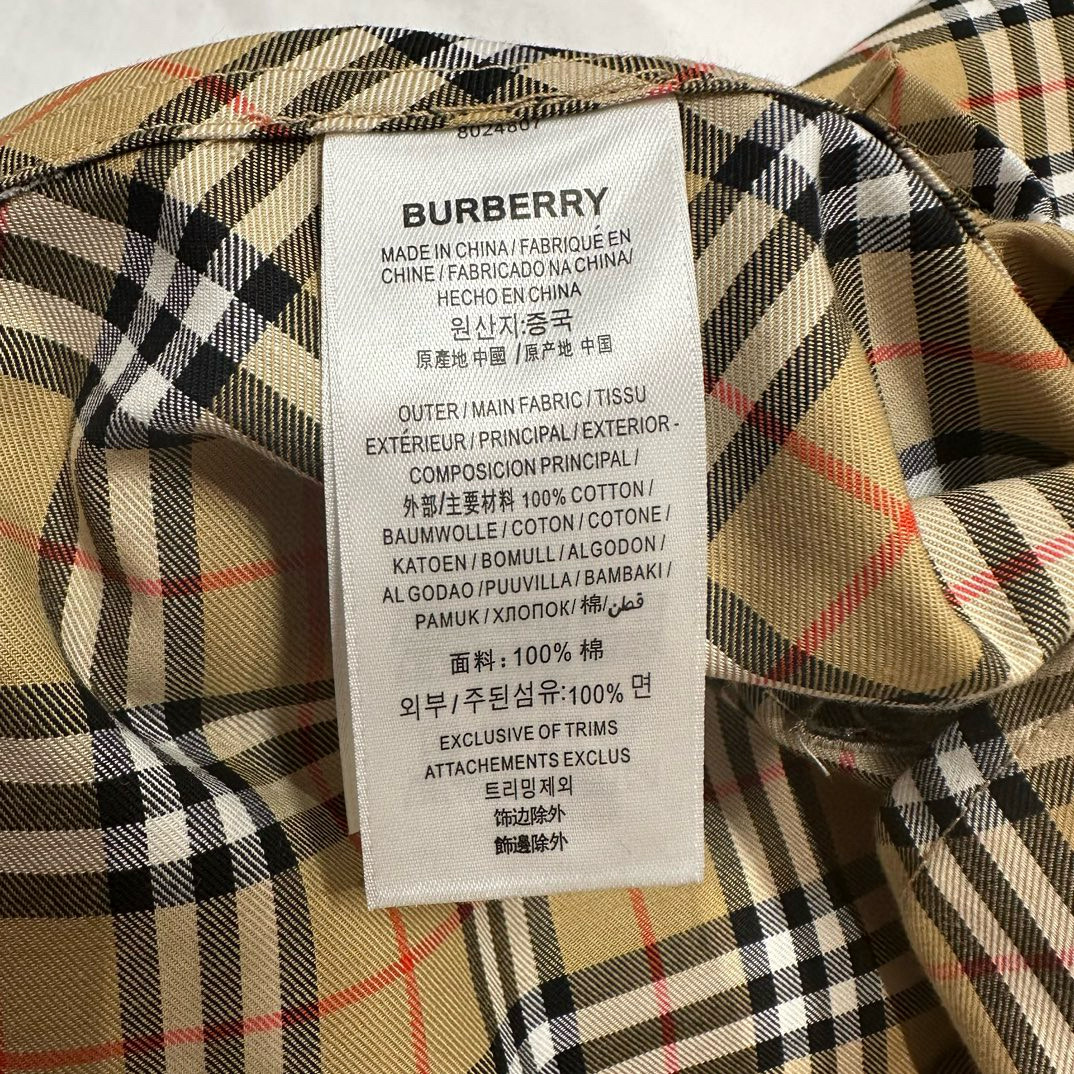 8024807
BURBERRY
MADE IN CHINA / FABRIQUÉ EN
CHINE / FABRICADO NA CHINA/
HECHO EN CHINA
원산지:중국
原產地 中國 / 原产地 中国
OUTER / MAIN FABRIC / TISSU
EXTÉRIEUR / PRINCIPAL / EXTERIOR -
COMPOSICION PRINCIPAL /
外部/主要材料 100% COTTON /
BAUMWOLLE / COTON / COTONE /
KATOEN / BOMULL / ALGODON /
ALGODAO / PUUVILLA / BAMBAKI /
PAMUK / ХЛОПОК/ 棉/قطن
面料: 100% 棉
외부/주된섬유:100% 면
EXCLUSIVE OF TRIMS
ATTACHEMENTS EXCLUS
트리밍제외
饰边除外
飾邊除外